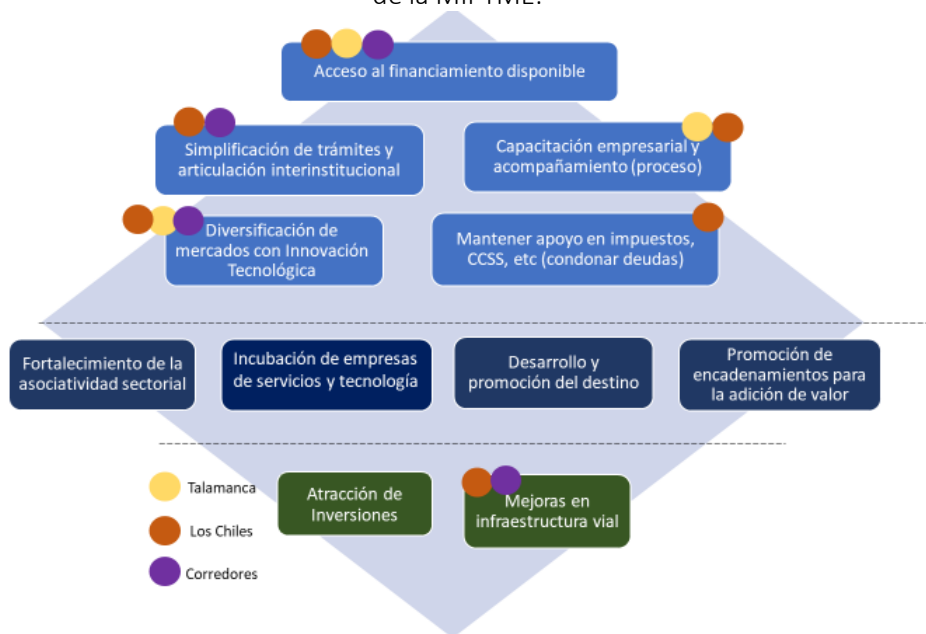 de la MIPYME.
Acceso al financiamiento disponible
Simplificación de trámites y
articulación interinstitucional
Capacitación empresarial y
acompañamiento (proceso)
Diversificación de
mercados con Innovación
Tecnológica
Mantener apoyo en impuestos,
CCSS, etc (condonar deudas)
Fortalecimiento de la
asociatividad sectorial
Incubación de empresas
de servicios y tecnología
Desarrollo y
promoción del destino
Promoción de
encadenamientos para
la adición de valor
Atracción de
Inversiones
Mejoras en
infraestructura vial
Talamanca
Los Chiles
Corredores